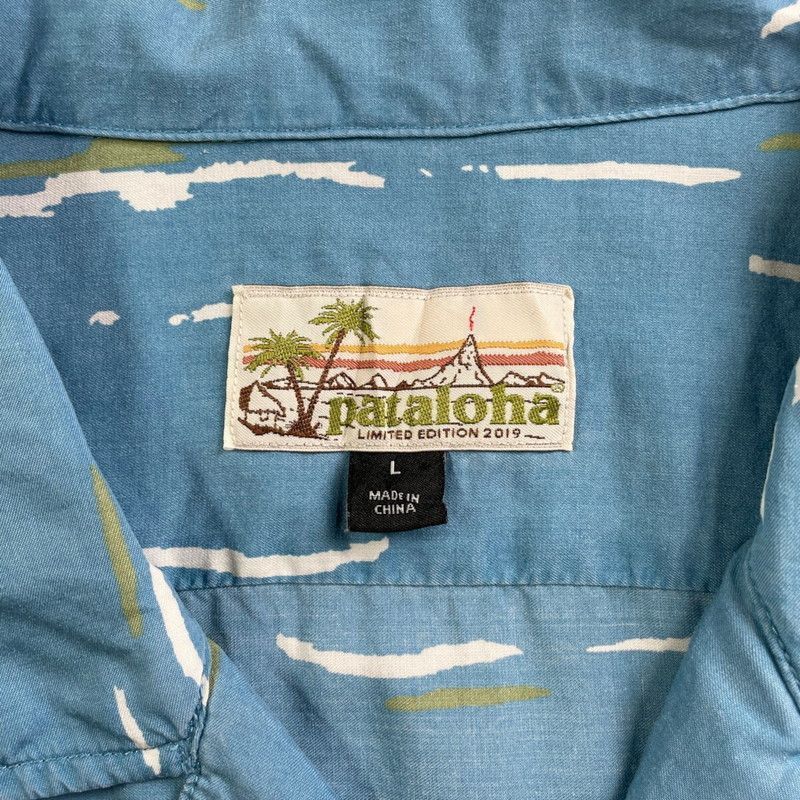 pataloha®
LIMITED EDITION 2019
L
MADE IN
CHINA